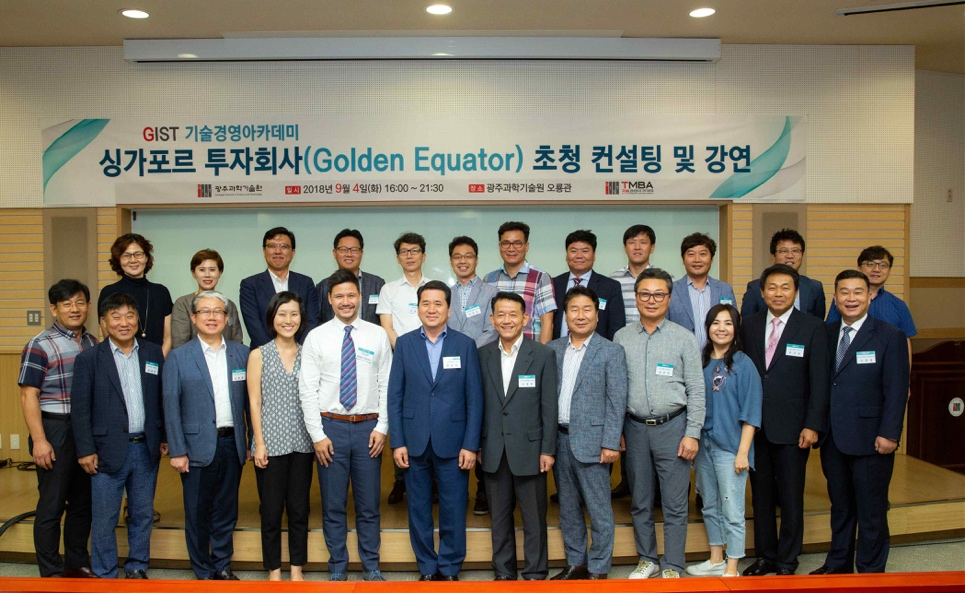 GIST 기술경영아카데미
싱가포르 투자회사(Golden Equator) 초청 컨설팅 및 강연
광주과학기술원 일시 2018년 9월 4일(화) 16:00 ~ 21:30 장소 광주과학기술원 오룡관 TMBA